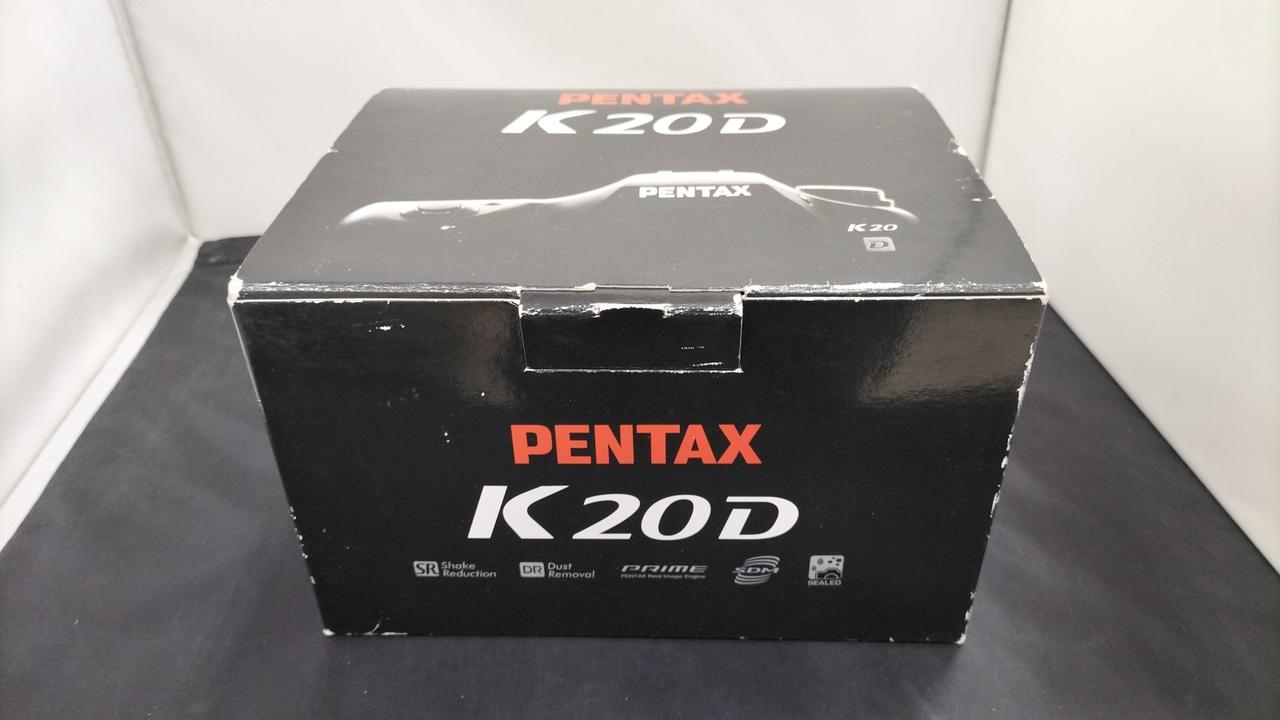 PENTAX
K20D
PENTAX
K20
D
PENTAX
K20D
SR Shake Reduction
DR Dust Removal
PRIME
PENTAX Real Image Engine
SDM
SEALED